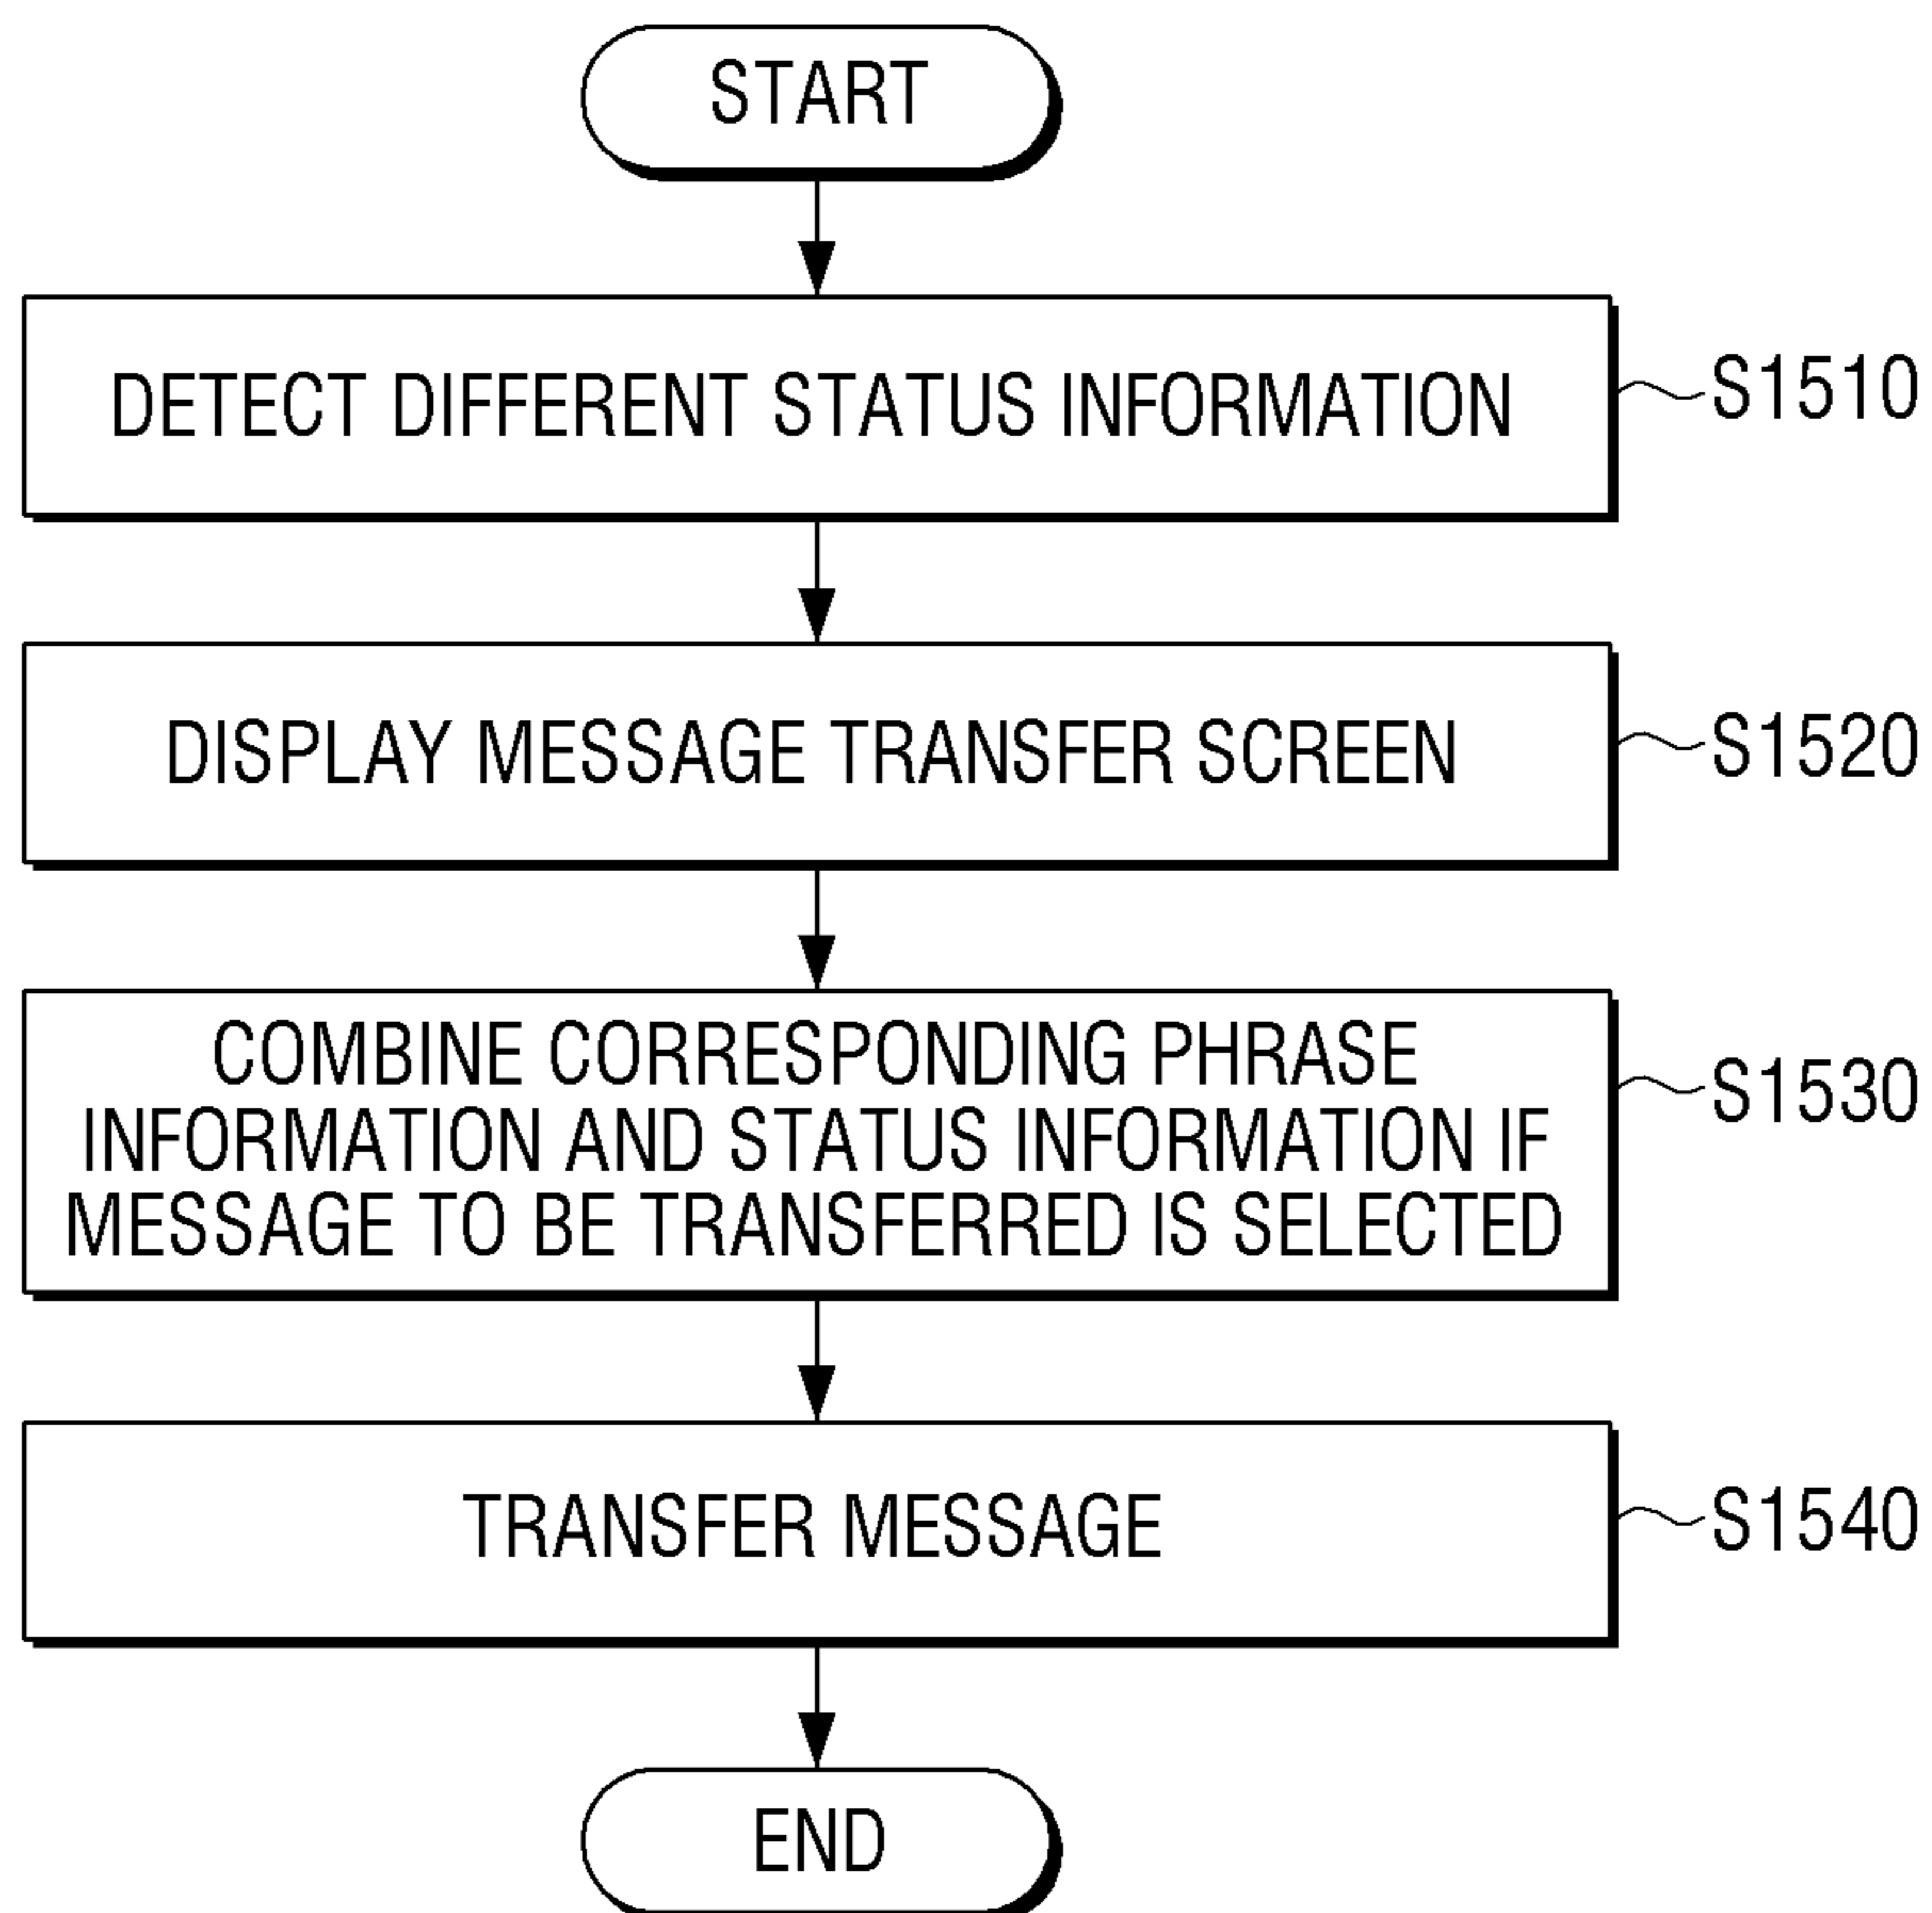 START
DETECT DIFFERENT STATUS INFORMATION
S1510
DISPLAY MESSAGE TRANSFER SCREEN
S1520
COMBINE CORRESPONDING PHRASE
INFORMATION AND STATUS INFORMATION IF
MESSAGE TO BE TRANSFERRED IS SELECTED
S1530
TRANSFER MESSAGE
S1540
END